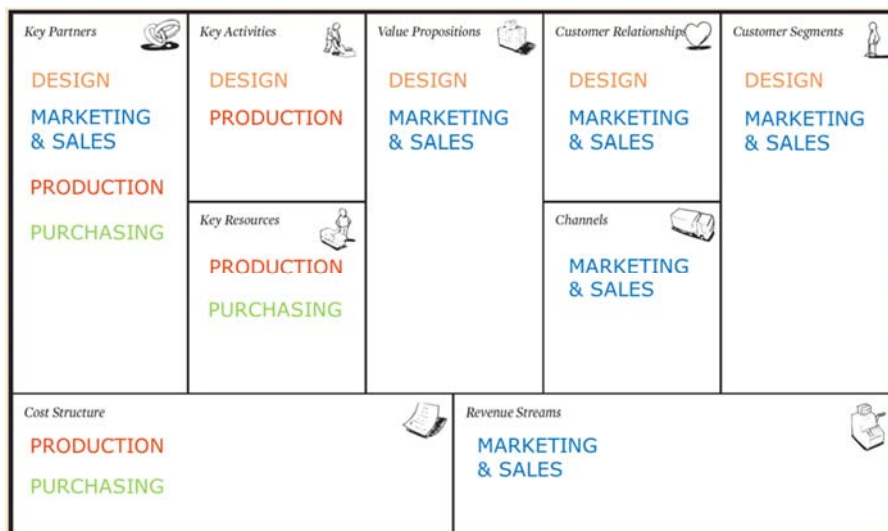 Key Partners
DESIGN
MARKETING
& SALES
PRODUCTION
PURCHASING
Key Activities
DESIGN
PRODUCTION
Key Resources
PRODUCTION
PURCHASING
Value Propositions
DESIGN
MARKETING
& SALES
Customer Relationships
DESIGN
MARKETING
& SALES
Channels
MARKETING
& SALES
Customer Segments
DESIGN
MARKETING
& SALES
Cost Structure
PRODUCTION
PURCHASING
Revenue Streams
MARKETING
& SALES